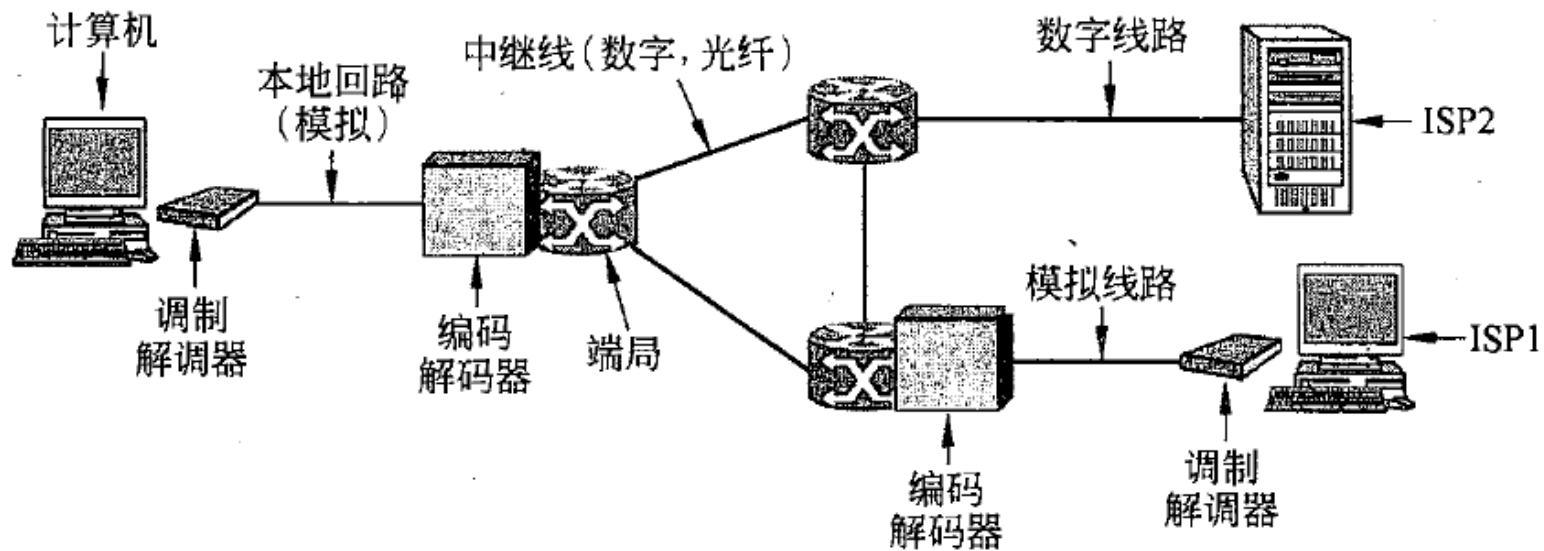 计算机
本地回路
（模拟）
中继线（数字，光纤）
数字线路
ISP2
调制
解调器
编码
解码器
端局
模拟线路
ISP1
编码
解码器
调制
解调器